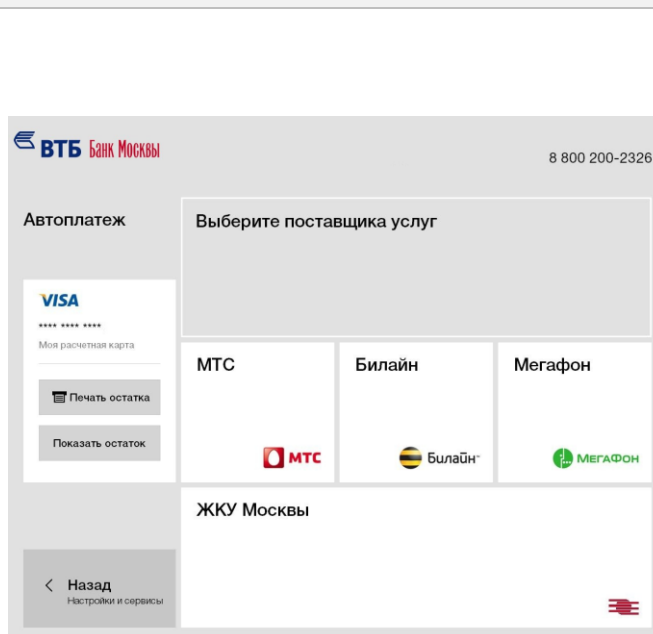 ВТБ Банк Москвы
8 800 200-2326
Автоплатеж
Выберите поставщика услуг
VISA
**** **** ****
Моя расчетная карта
Печать остатка
Показать остаток
МТС
Билайн
Мегафон
МТС
Билайн
МЕГАФОН
ЖКУ Москвы
Назад
Настройки и сервисы